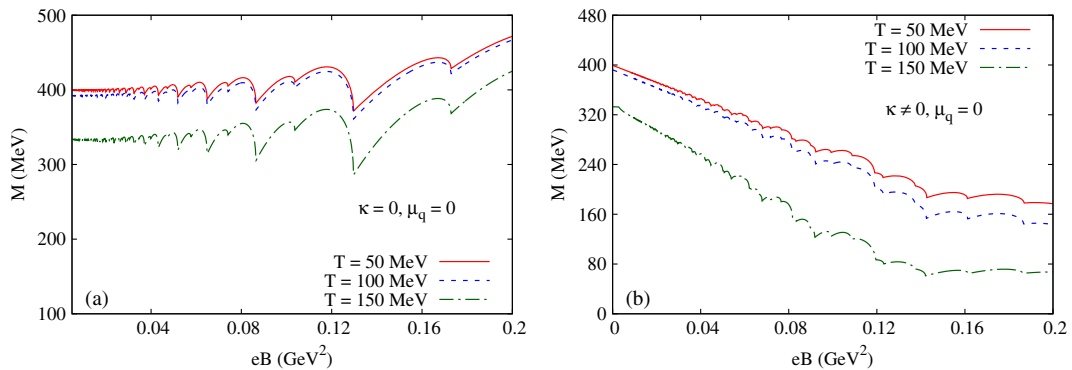 500
400
300
200
100
0.04
0.08
0.12
0.16
0.2
M (MeV)
eB (GeV²)
κ = 0, μ_q = 0
T = 50 MeV
T = 100 MeV
T = 150 MeV
(a)
480
400
320
240
160
80
0
0
0.04
0.08
0.12
0.16
0.2
M (MeV)
eB (GeV²)
T = 50 MeV
T = 100 MeV
T = 150 MeV
κ ≠ 0, μ_q = 0
(b)